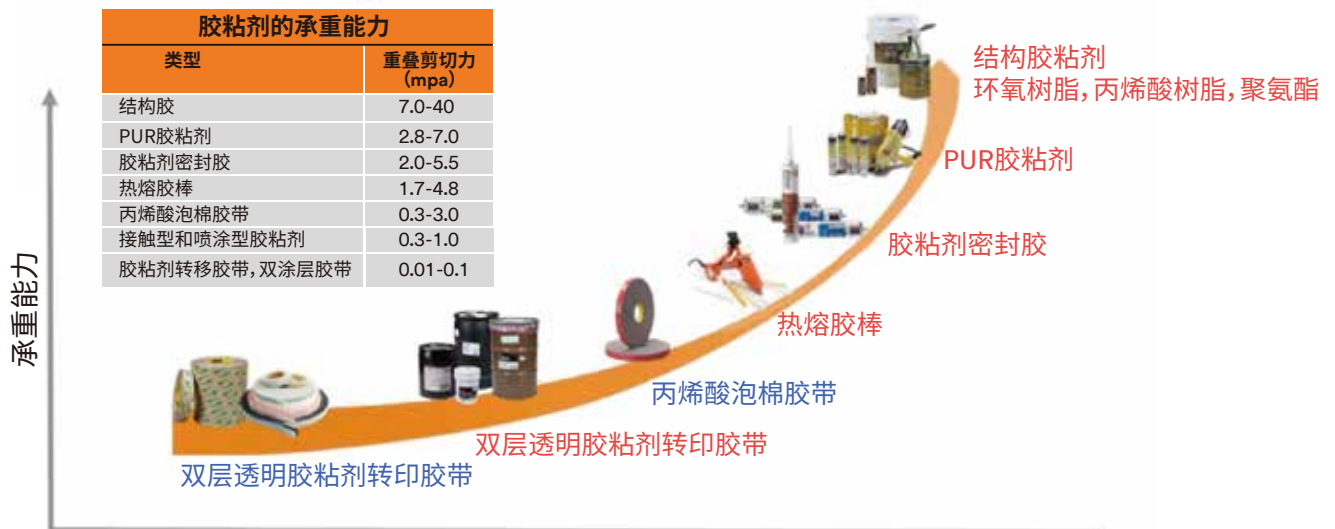 胶粘剂的承重能力
类型 重叠剪切力
(mpa)
结构胶 7.0-40
PUR胶粘剂 2.8-7.0
胶粘剂密封胶 2.0-5.5
热熔胶棒 1.7-4.8
丙烯酸泡棉胶带 0.3-3.0
接触型和喷涂型胶粘剂 0.3-1.0
胶粘剂转移胶带,双涂层胶带 0.01-0.1
承重能力
结构胶粘剂
环氧树脂,丙烯酸树脂,聚氨酯
PUR胶粘剂
胶粘剂密封胶
热熔胶棒
丙烯酸泡棉胶带
双层透明胶粘剂转印胶带
双层透明胶粘剂转印胶带